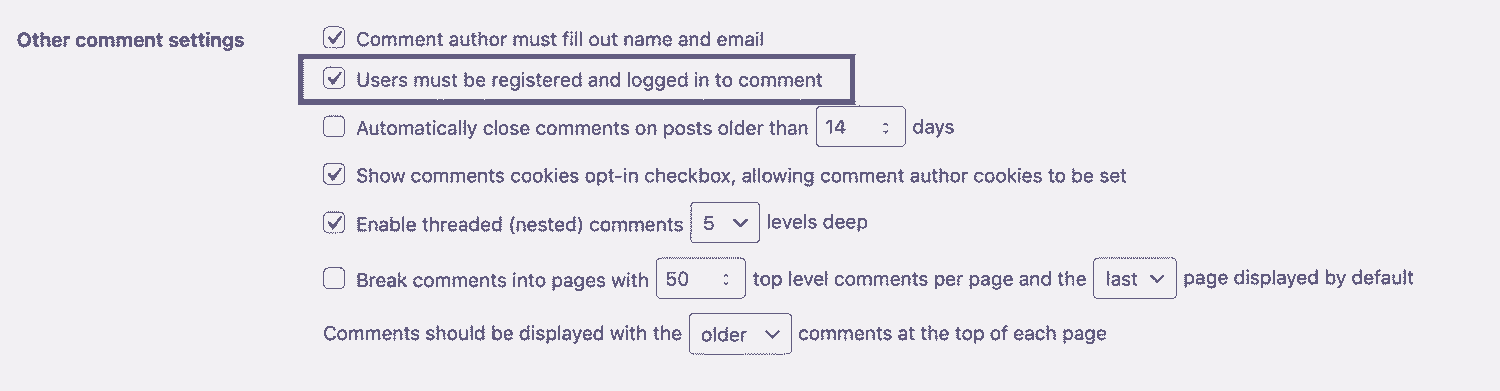 Other comment settings
Comment author must fill out name and email
Users must be registered and logged in to comment
Automatically close comments on posts older than 14 days
Show comments cookies opt-in checkbox, allowing comment author cookies to be set
Enable threaded (nested) comments 5 levels deep
Break comments into pages with 50 top level comments per page and the last page displayed by default
Comments should be displayed with the older comments at the top of each page